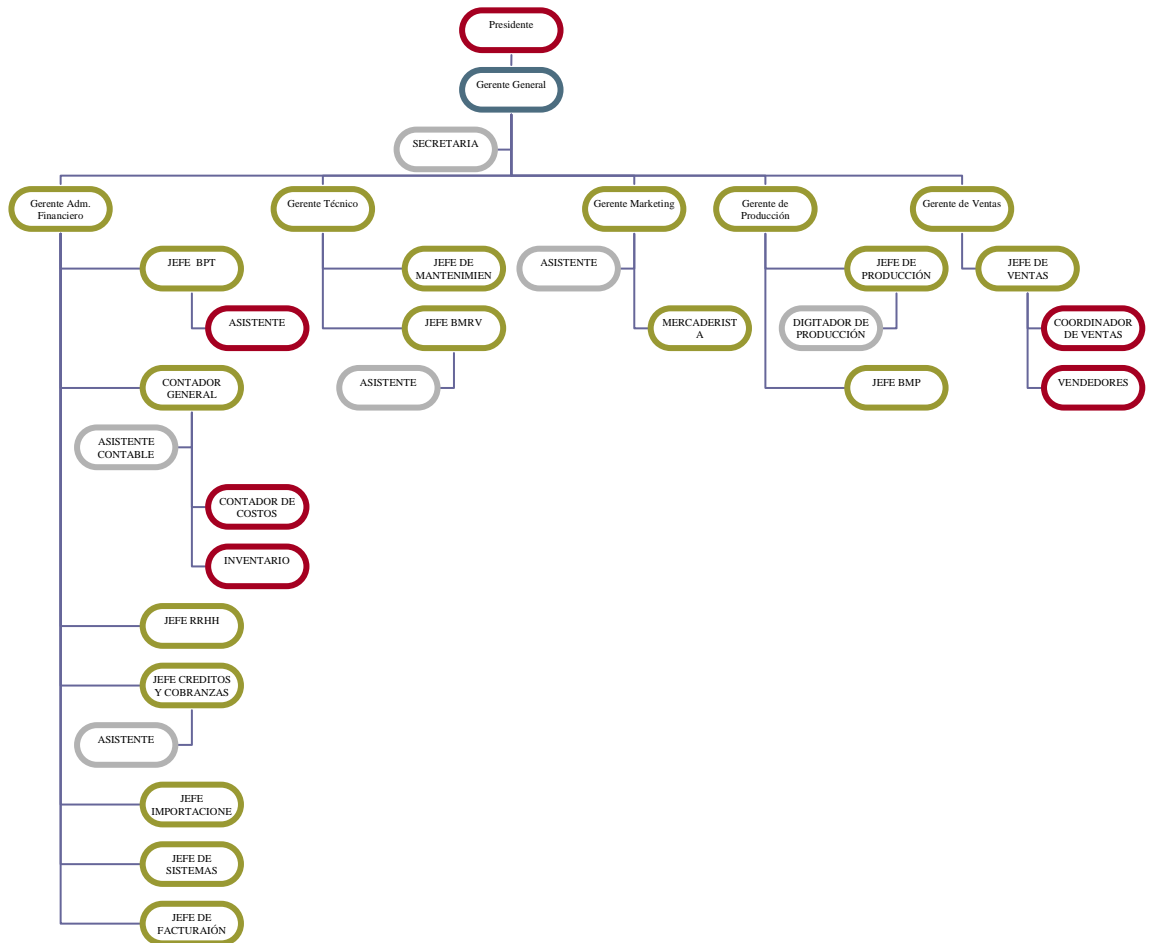 Presidente
Gerente General
SECRETARIA
Gerente Adm.
Financiero
Gerente Técnico
Gerente Marketing
Gerente de
Producción
Gerente de Ventas
JEFE BPT
JEFE DE
MANTENIMIEN
ASISTENTE
JEFE DE
PRODUCCIÓN
JEFE DE
VENTAS
ASISTENTE
JEFE BMRV
MERCADERIST
A
DIGITADOR DE
PRODUCCIÓN
COORDINADOR
DE VENTAS
CONTADOR
GENERAL
ASISTENTE
JEFE BMP
VENDEDORES
ASISTENTE
CONTABLE
CONTADOR DE
COSTOS
INVENTARIO
JEFE RRHH
JEFE CREDITOS
Y COBRANZAS
ASISTENTE
JEFE
IMPORTACIONE
JEFE DE
SISTEMAS
JEFE DE
FACTURAIÓN